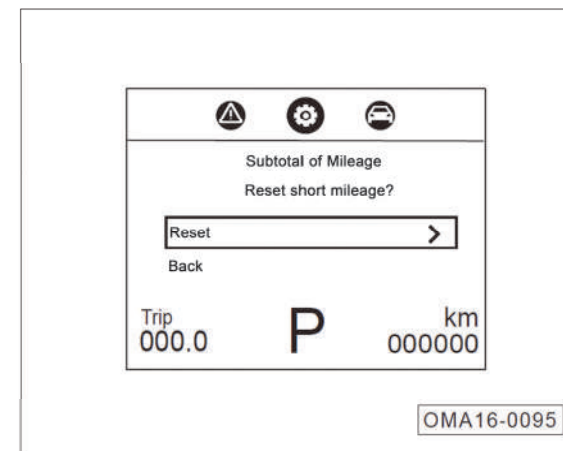 Subtotal of Mileage
Reset short mileage?
Reset
Back
Trip
000.0
P
km
000000
OMA16-0095